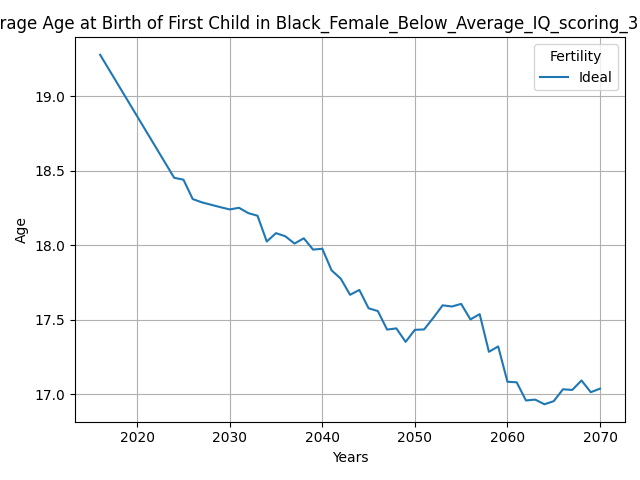 rage Age at Birth of First Child in Black_Female_Below_Average_IQ_scoring_3
Fertility
Ideal
19.0
18.5
18.0
17.5
17.0
Age
2020 2030 2040 2050 2060 2070
Years